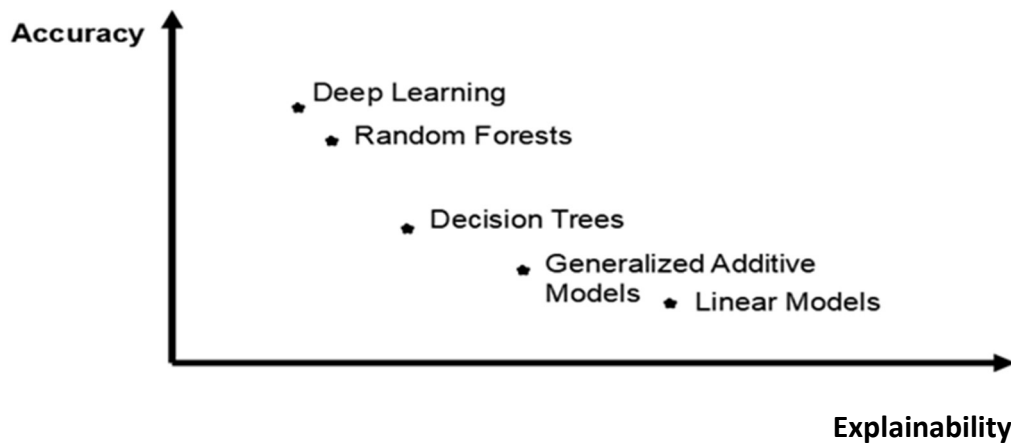 Accuracy
Deep Learning
Random Forests
Decision Trees
Generalized Additive
Models
Linear Models
Explainability